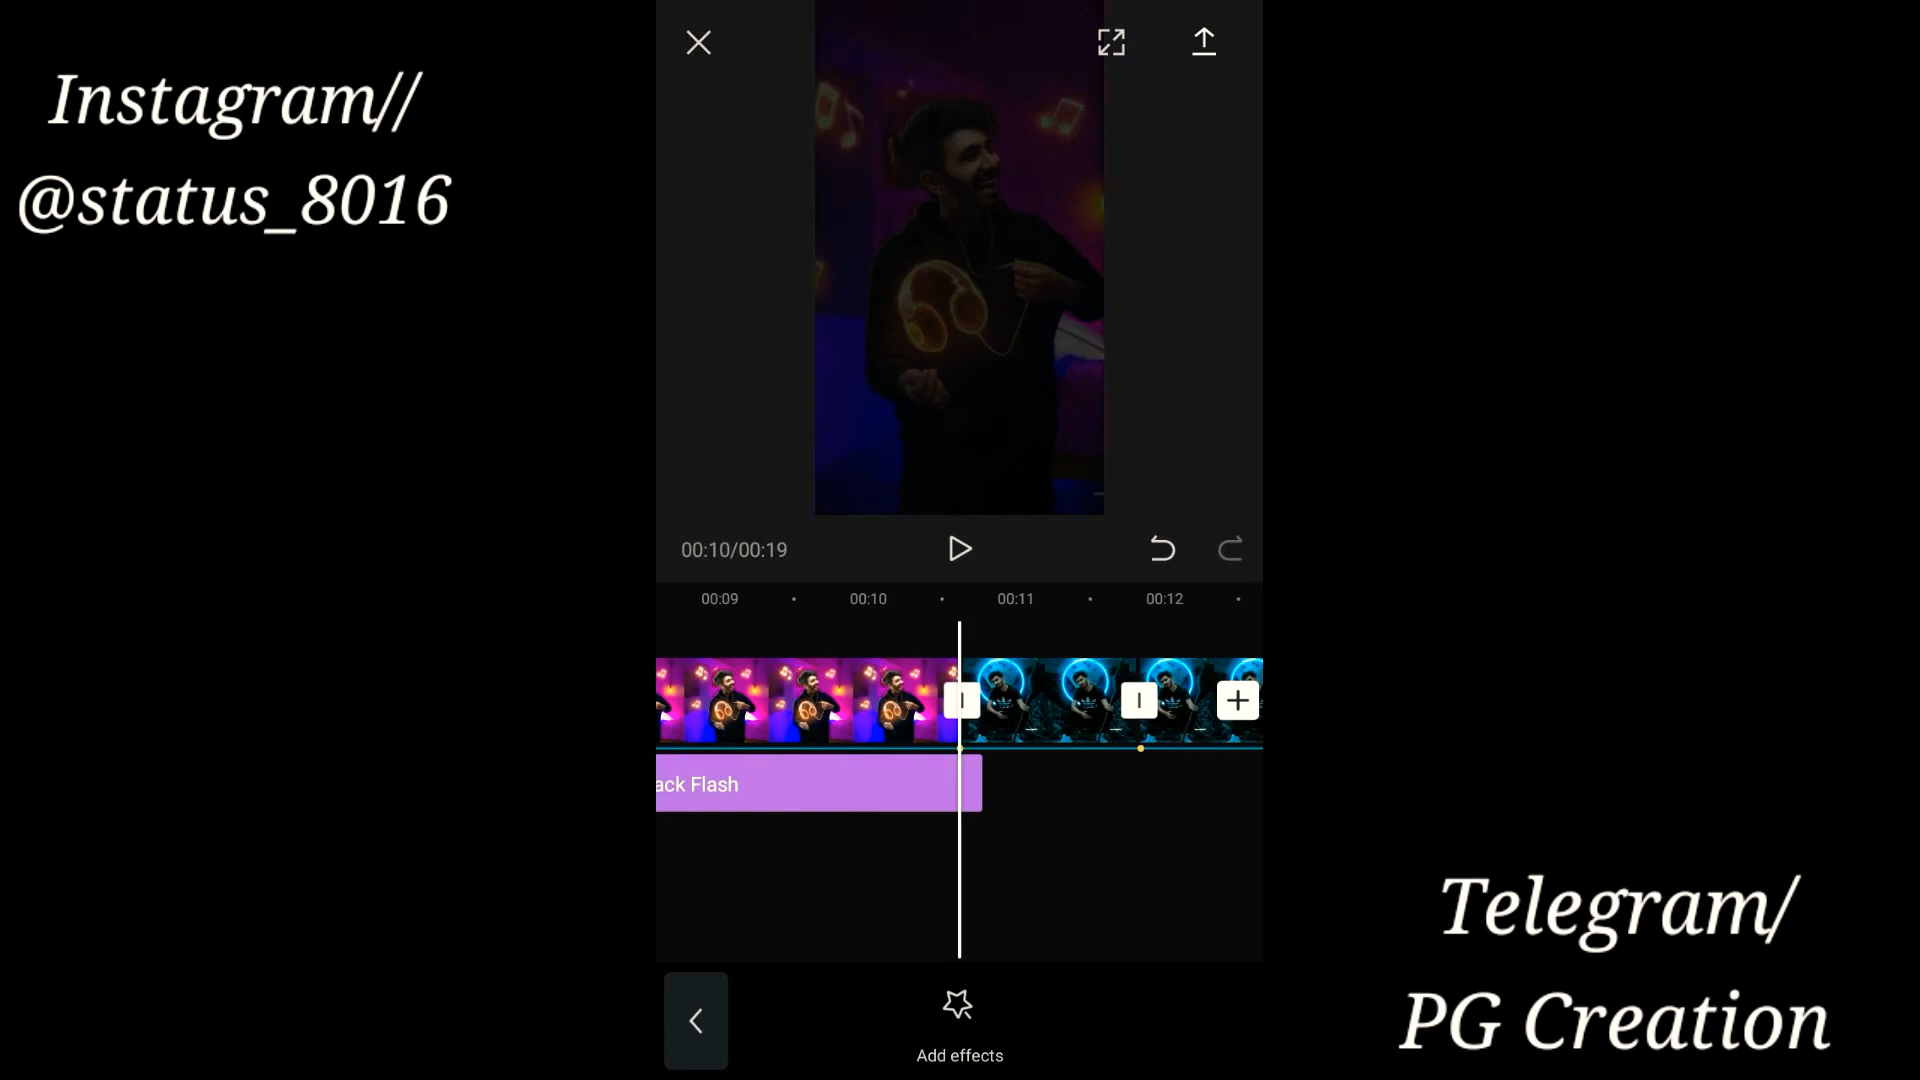 Instagram//
@status_8016
00:10/00:19
00:09
00:10
00:11
00:12
ack Flash
Add effects
Telegram/
PG Creation